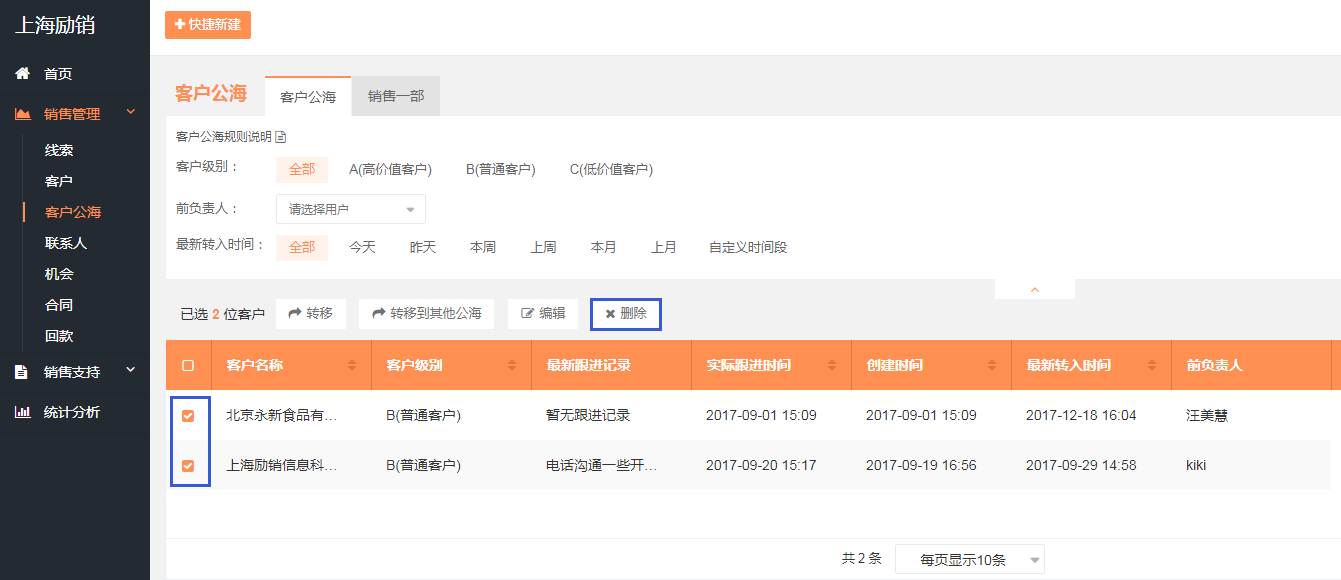 上海励销
快捷新建
首页
销售管理
线索
客户
客户公海
联系人
机会
合同
回款
销售支持
统计分析
客户公海 客户公海 销售一部
客户公海规则说明
客户级别： 全部 A(高价值客户) B(普通客户) C(低价值客户)
前负责人： 请选择用户
最新转入时间： 全部 今天 昨天 本周 上周 本月 上月 自定义时间段
已选 2 位客户 转移 转移到其他公海 编辑 删除
客户名称 客户级别 最新跟进记录 实际跟进时间 创建时间 最新转入时间 前负责人
北京永新食品有... B(普通客户) 暂无跟进记录 2017-09-01 15:09 2017-09-01 15:09 2017-12-18 16:04 汪美慧
上海励销信息科... B(普通客户) 电话沟通一些开... 2017-09-20 15:17 2017-09-19 16:56 2017-09-29 14:58 kiki
共 2 条 每页显示10条